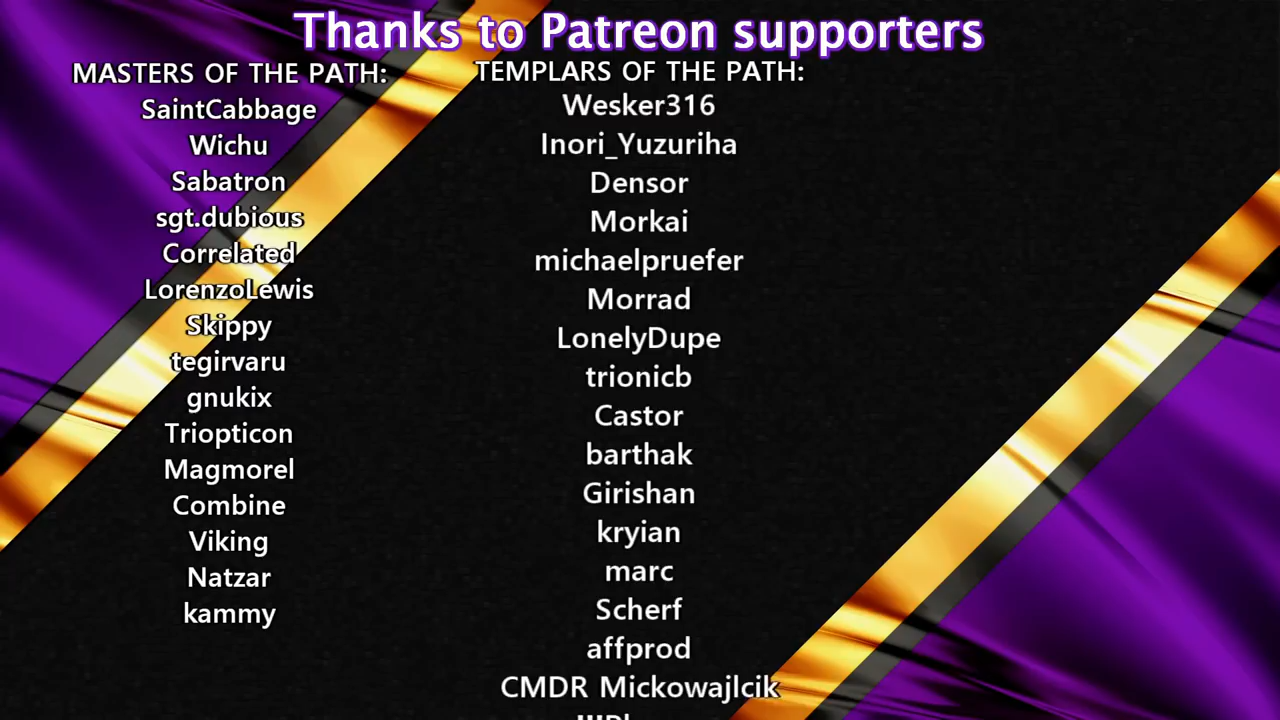 Thanks to Patreon supporters
MASTERS OF THE PATH:
SaintCabbage
Wichu
Sabatron
sgt.dubious
Correlated
LorenzoLewis
Skippy
tegirvaru
gnukix
Triopticon
Magmorel
Combine
Viking
Natzar
kammy
TEMPLARS OF THE PATH:
Wesker316
Inori_Yuzuriha
Densor
Morkai
michaelpruefer
Morrad
LonelyDupe
trionicb
Castor
barthak
Girishan
kryian
marc
Scherf
affprod
CMDR Mickowajlcik